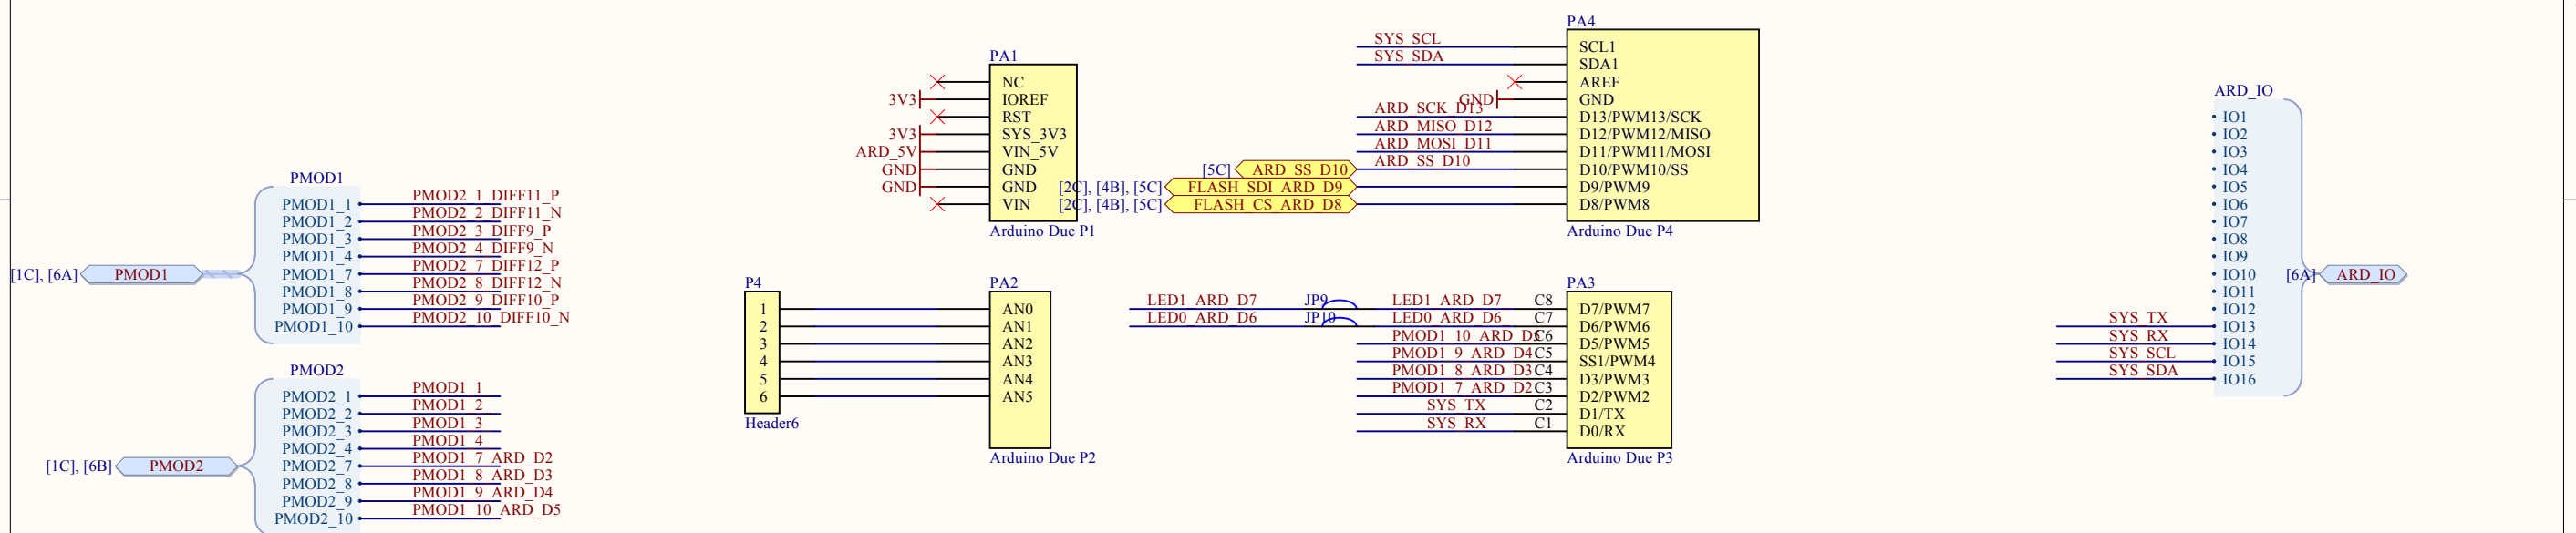 PMOD1
PMOD1_1 PMOD2_1_DIFF11_P
PMOD1_2 PMOD2_2_DIFF11_N
PMOD1_3 PMOD2_3_DIFF9_P
PMOD1_4 PMOD2_4_DIFF9_N
[1C], [6A] PMOD1 PMOD1_7 PMOD2_7_DIFF12_P
PMOD1_8 PMOD2_8_DIFF12_N
PMOD1_9 PMOD2_9_DIFF10_P
PMOD1_10 PMOD2_10_DIFF10_N
PMOD2
PMOD2_1 PMOD1_1
PMOD2_2 PMOD1_2
PMOD2_3 PMOD1_3
PMOD2_4 PMOD1_4
[1C], [6B] PMOD2 PMOD2_7 PMOD1_7_ARD_D2
PMOD2_8 PMOD1_8_ARD_D3
PMOD2_9 PMOD1_9_ARD_D4
PMOD2_10 PMOD1_10_ARD_D5
PA1
NC
3V3 IOREF
RST
3V3 SYS_3V3
ARD_5V VIN_5V
GND GND
GND GND
VIN
Arduino Due P1
P4
1
2
3
4
5
6
Header6
PA2
AN0
AN1
AN2
AN3
AN4
AN5
Arduino Due P2
PA4
SYS_SCL SCL1
SYS_SDA SDA1
AREF
GND GND
ARD_SCK_D13 D13/PWM13/SCK
ARD_MISO_D12 D12/PWM12/MISO
ARD_MOSI_D11 D11/PWM11/MOSI
[5C] ARD_SS_D10 ARD_SS_D10 D10/PWM10/SS
[2C], [4B], [5C] FLASH_SDI_ARD_D9 D9/PWM9
[2C], [4B], [5C] FLASH_CS_ARD_D8 D8/PWM8
Arduino Due P4
PA3
LED1_ARD_D7 JP9 LED1_ARD_D7 C8 D7/PWM7
LED0_ARD_D6 JP10 LED0_ARD_D6 C7 D6/PWM6
PMOD1_10_ARD_D5 C6 D5/PWM5
PMOD1_9_ARD_D4 C5 SS1/PWM4
PMOD1_8_ARD_D3 C4 D3/PWM3
PMOD1_7_ARD_D2 C3 D2/PWM2
SYS_TX C2 D1/TX
SYS_RX C1 D0/RX
Arduino Due P3
ARD_IO
IO1
IO2
IO3
IO4
IO5
IO6
IO7
IO8
IO9
IO10 [6A] ARD_IO
IO11
IO12
SYS_TX IO13
SYS_RX IO14
SYS_SCL IO15
SYS_SDA IO16